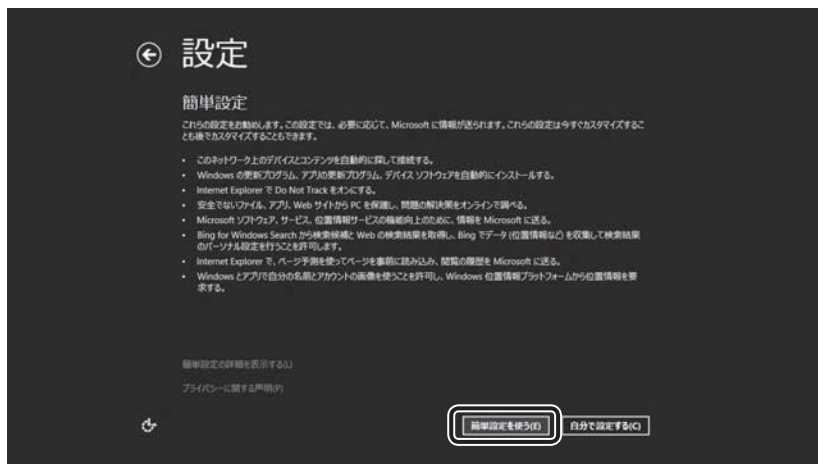 設定
簡単設定
これらの設定をお勧めします。この設定では、必要に応じて、Microsoft に情報が送られます。これらの設定は今すぐカスタマイズするこ
とも後でカスタマイズすることもできます。
• このネットワーク上のデバイスとコンテンツを自動的に探して接続する。
• Windows の更新プログラム、アプリの更新プログラム、デバイス ソフトウェアを自動的にインストールする。
• Internet Explorer で Do Not Track をオンにする。
• 安全でないファイル、アプリ、Web サイトから PC を保護し、問題の解決策をオンラインで調べる。
• Microsoft ソフトウェア、サービス、位置情報サービスの機能向上のために、情報を Microsoft に送る。
• Bing for Windows Search から検索候補と Web の検索結果を取得し、Bing でデータ (位置情報など) を収集して検索結果
のパーソナル設定を行うことを許可します。
• Internet Explorer で、ページ予測を使ってページを事前に読み込み、閲覧の履歴を Microsoft に送る。
• Windows とアプリで自分の名前とアカウントの画像を使うことを許可し、Windows 位置情報プラットフォームから位置情報を要
求する。
簡単設定の詳細を表示する(L)
プライバシーに関する声明(P)
簡単設定を使う(E) 自分で設定する(C)